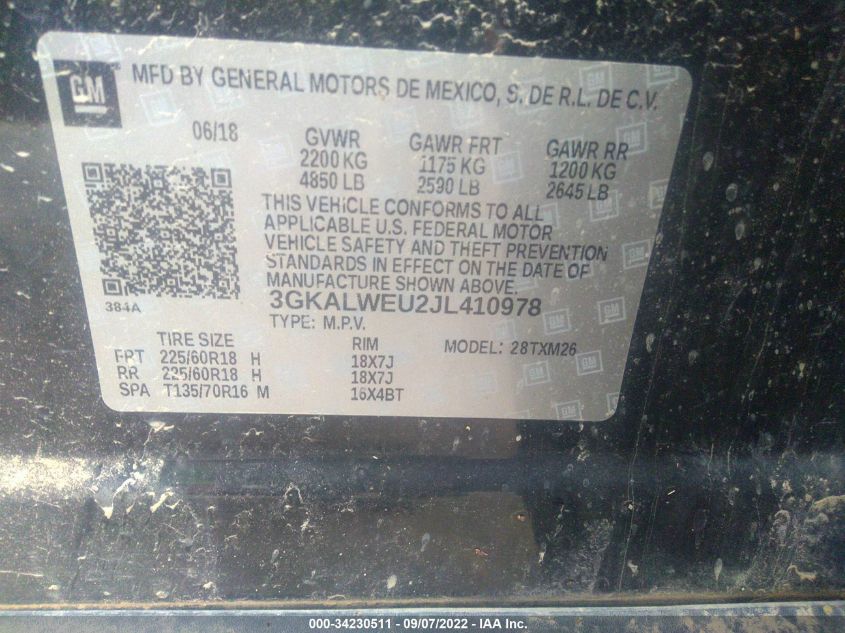 GM
MFD BY GENERAL MOTORS DE MEXICO, S. DE R.L. DE C.V.
06/18 GVWR GAWR FRT GAWR RR
2200 KG 1175 KG 1200 KG
4850 LB 2590 LB 2645 LB
THIS VEHICLE CONFORMS TO ALL
APPLICABLE U.S. FEDERAL MOTOR
VEHICLE SAFETY AND THEFT PREVENTION
STANDARDS IN EFFECT ON THE DATE OF
MANUFACTURE SHOWN ABOVE.
384A
3GKALWEU2JL410978
TYPE: M.P.V.
TIRE SIZE RIM MODEL: 28TXM26
FRT 225/60R18 H 18X7J
RR 225/60R18 H 18X7J
SPA T135/70R16 M 16X4BT
000-34230511 - 09/07/2022 - IAA Inc.